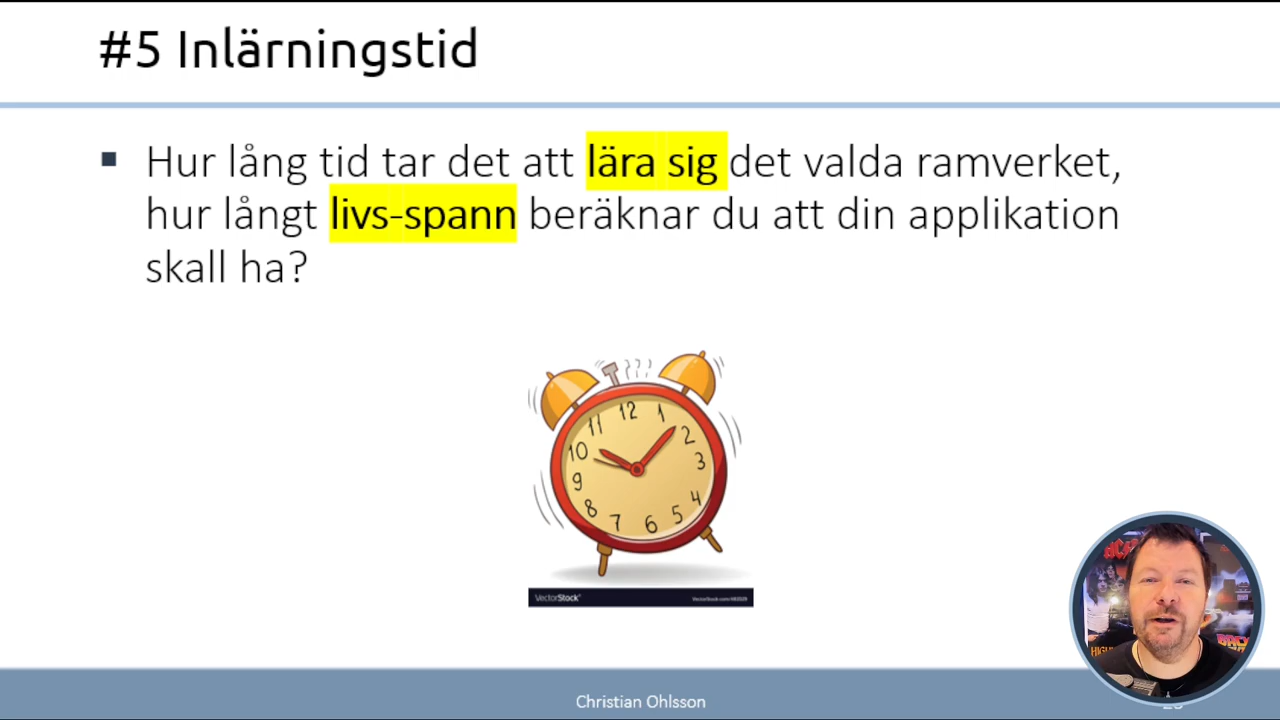 #5 Inlärningstid
▪ Hur lång tid tar det att lära sig det valda ramverket,
hur långt livs-spann beräknar du att din applikation
skall ha?
12
1
2
3
4
5
6
7
8
9
10
11
VectorStock
Christian Ohlsson